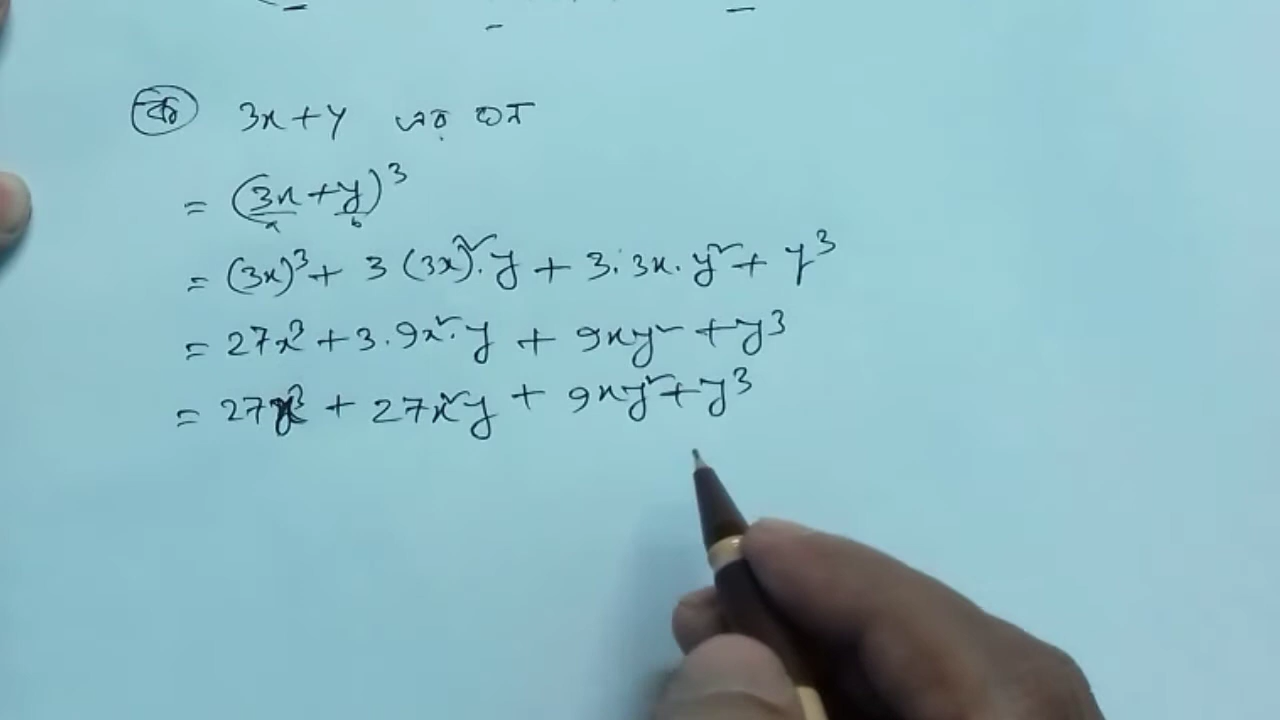 (ক) 3x+y এর ঘন
= (3x+y)³
a b
= (3x)³ + 3(3x)².y + 3.3x.y² + y³
= 27x³ + 3.9x².y + 9xy² + y³
= 27x³ + 27x²y + 9xy² + y³